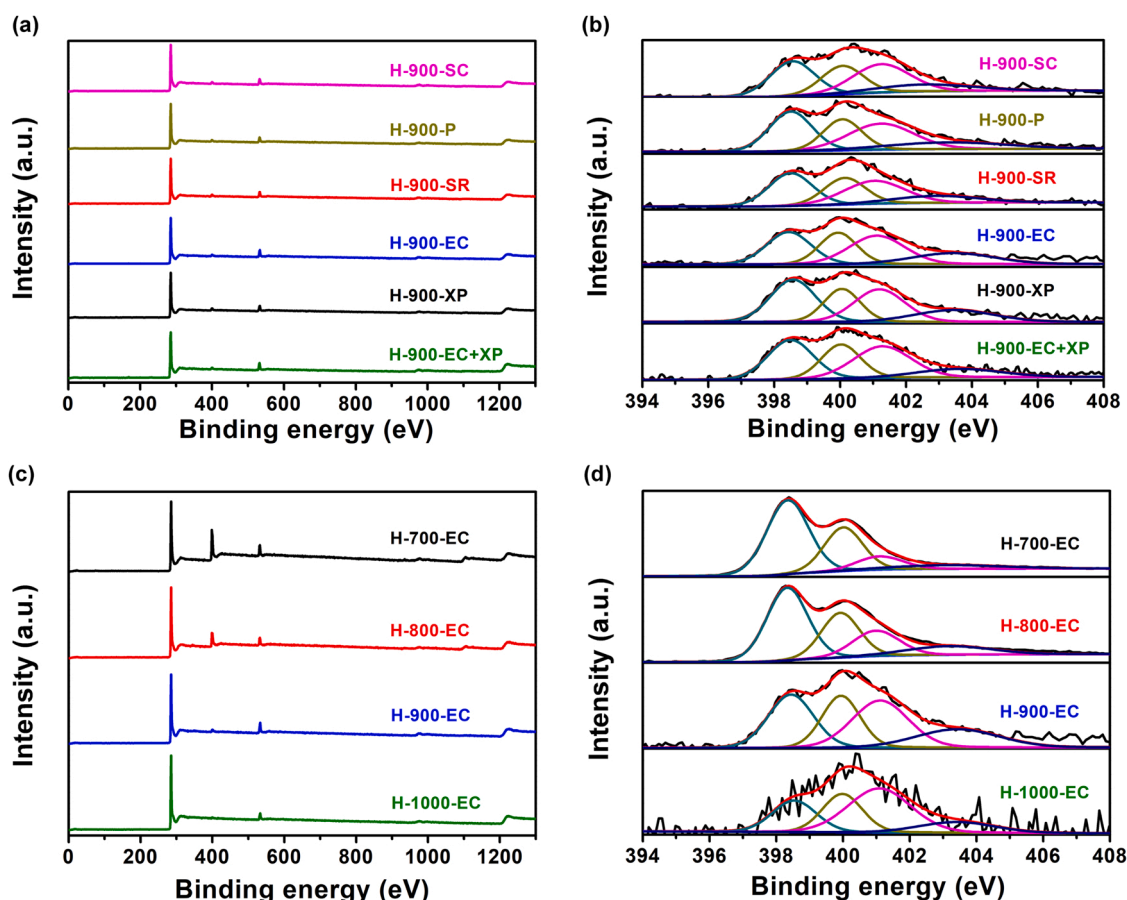 (a)
Intensity (a.u.)
H-900-SC
H-900-P
H-900-SR
H-900-EC
H-900-XP
H-900-EC+XP
0 200 400 600 800 1000 1200
Binding energy (eV)
(b)
Intensity (a.u.)
H-900-SC
H-900-P
H-900-SR
H-900-EC
H-900-XP
H-900-EC+XP
394 396 398 400 402 404 406 408
Binding energy (eV)
(c)
Intensity (a.u.)
H-700-EC
H-800-EC
H-900-EC
H-1000-EC
0 200 400 600 800 1000 1200
Binding energy (eV)
(d)
Intensity (a.u.)
H-700-EC
H-800-EC
H-900-EC
H-1000-EC
394 396 398 400 402 404 406 408
Binding energy (eV)